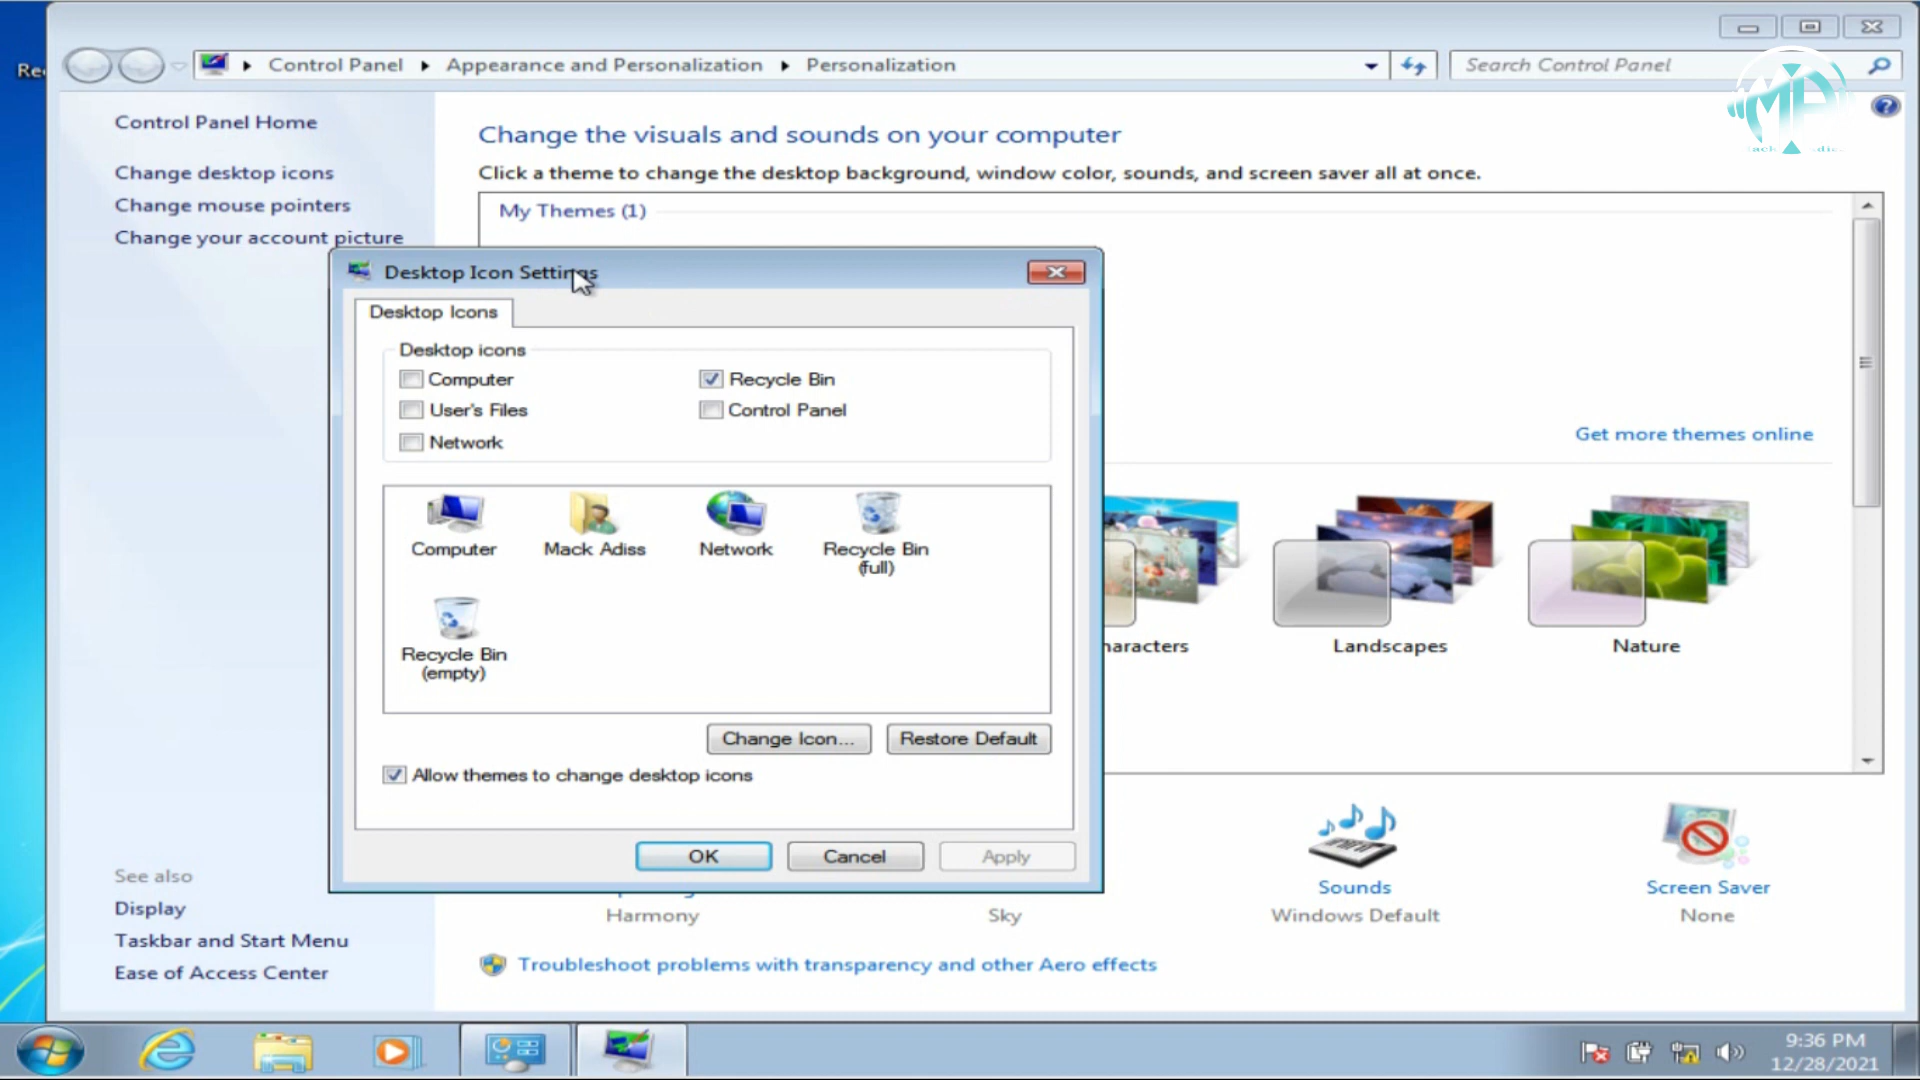 Control Panel
Appearance and Personalization
Personalization
Search Control Panel
Control Panel Home
Change desktop icons
Change mouse pointers
Change your account picture
Change the visuals and sounds on your computer
Click a theme to change the desktop background, window color, sounds, and screen saver all at once.
My Themes (1)
Get more themes online
Landscapes
Nature
Desktop Icon Settings
Desktop Icons
Desktop icons
Computer
Recycle Bin
User's Files
Control Panel
Network
Computer
Mack Adiss
Network
Recycle Bin
(full)
Recycle Bin
(empty)
Change Icon...
Restore Default
Allow themes to change desktop icons
OK
Cancel
Apply
Harmony
Sky
Sounds
Windows Default
Screen Saver
None
Troubleshoot problems with transparency and other Aero effects
See also
Display
Taskbar and Start Menu
Ease of Access Center
9:36 PM
12/28/2021